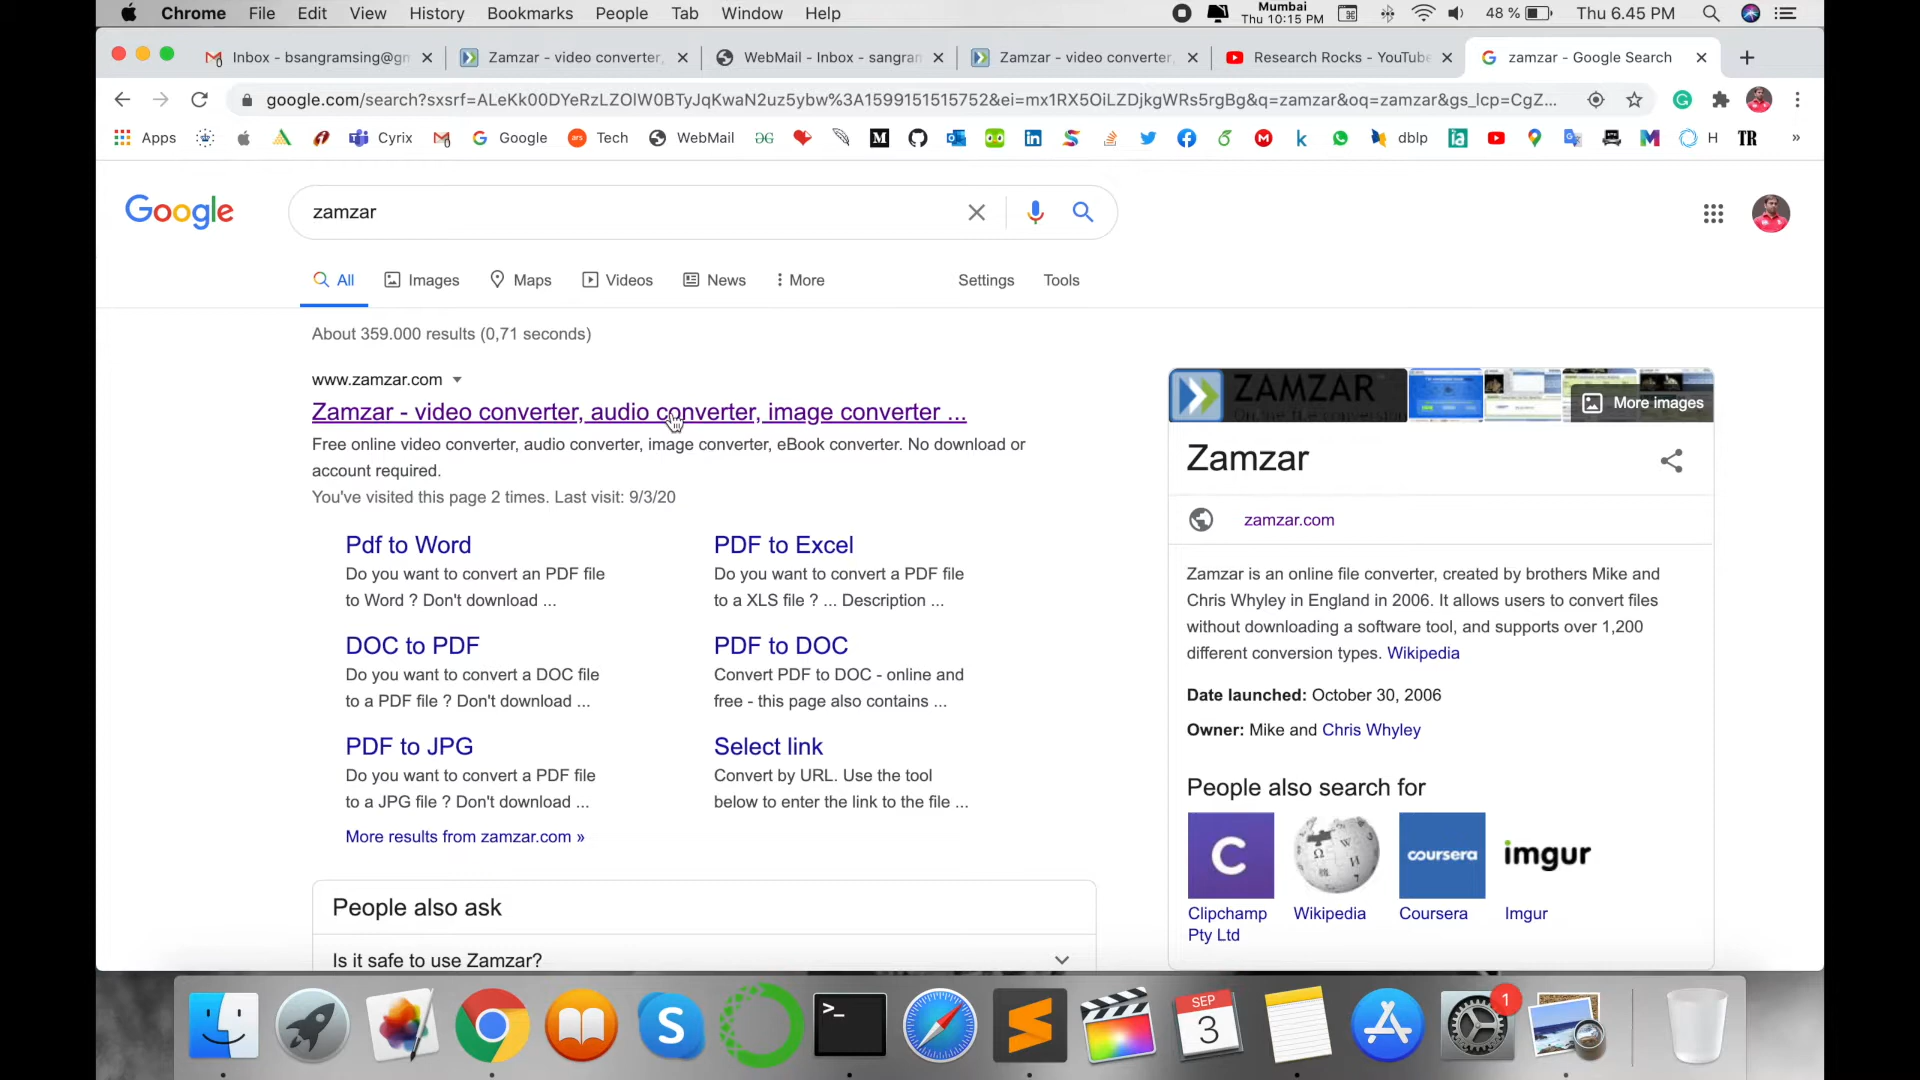 Chrome File Edit View History Bookmarks People Tab Window Help
Mumbai
Thu 10:15 PM
48 %
Thu 6.45 PM
Inbox - bsangramsing@gm
Zamzar - video converter,
WebMail - Inbox - sangram
Zamzar - video converter,
Research Rocks - YouTube
zamzar - Google Search
google.com/search?sxsrf=ALeKk00DYeRzLZOlW0BTyJqKwaN2uz5ybw%3A1599151515752&ei=mx1RX5OiLZDjkgWRs5rgBg&q=zamzar&oq=zamzar&gs_lcp=CgZ...
Apps
Cyrix
Google
ars
Tech
WebMail
M
k
dblp
H
TR
»
Google
zamzar
All Images Maps Videos News More Settings Tools
About 359.000 results (0,71 seconds)
www.zamzar.com
Zamzar - video converter, audio converter, image converter ...
Free online video converter, audio converter, image converter, eBook converter. No download or
account required.
You've visited this page 2 times. Last visit: 9/3/20
Pdf to Word
Do you want to convert an PDF file
to Word ? Don't download ...
PDF to Excel
Do you want to convert a PDF file
to a XLS file ? ... Description ...
DOC to PDF
Do you want to convert a DOC file
to a PDF file ? Don't download ...
PDF to DOC
Convert PDF to DOC - online and
free - this page also contains ...
PDF to JPG
Do you want to convert a PDF file
to a JPG file ? Don't download ...
Select link
Convert by URL. Use the tool
below to enter the link to the file ...
More results from zamzar.com »
People also ask
Is it safe to use Zamzar?
ZAMZAR
More images
Zamzar
zamzar.com
Zamzar is an online file converter, created by brothers Mike and
Chris Whyley in England in 2006. It allows users to convert files
without downloading a software tool, and supports over 1,200
different conversion types. Wikipedia
Date launched: October 30, 2006
Owner: Mike and Chris Whyley
People also search for
C
coursera
imgur
Clipchamp
Pty Ltd
Wikipedia
Coursera
Imgur
S
>_
SEP
3
1